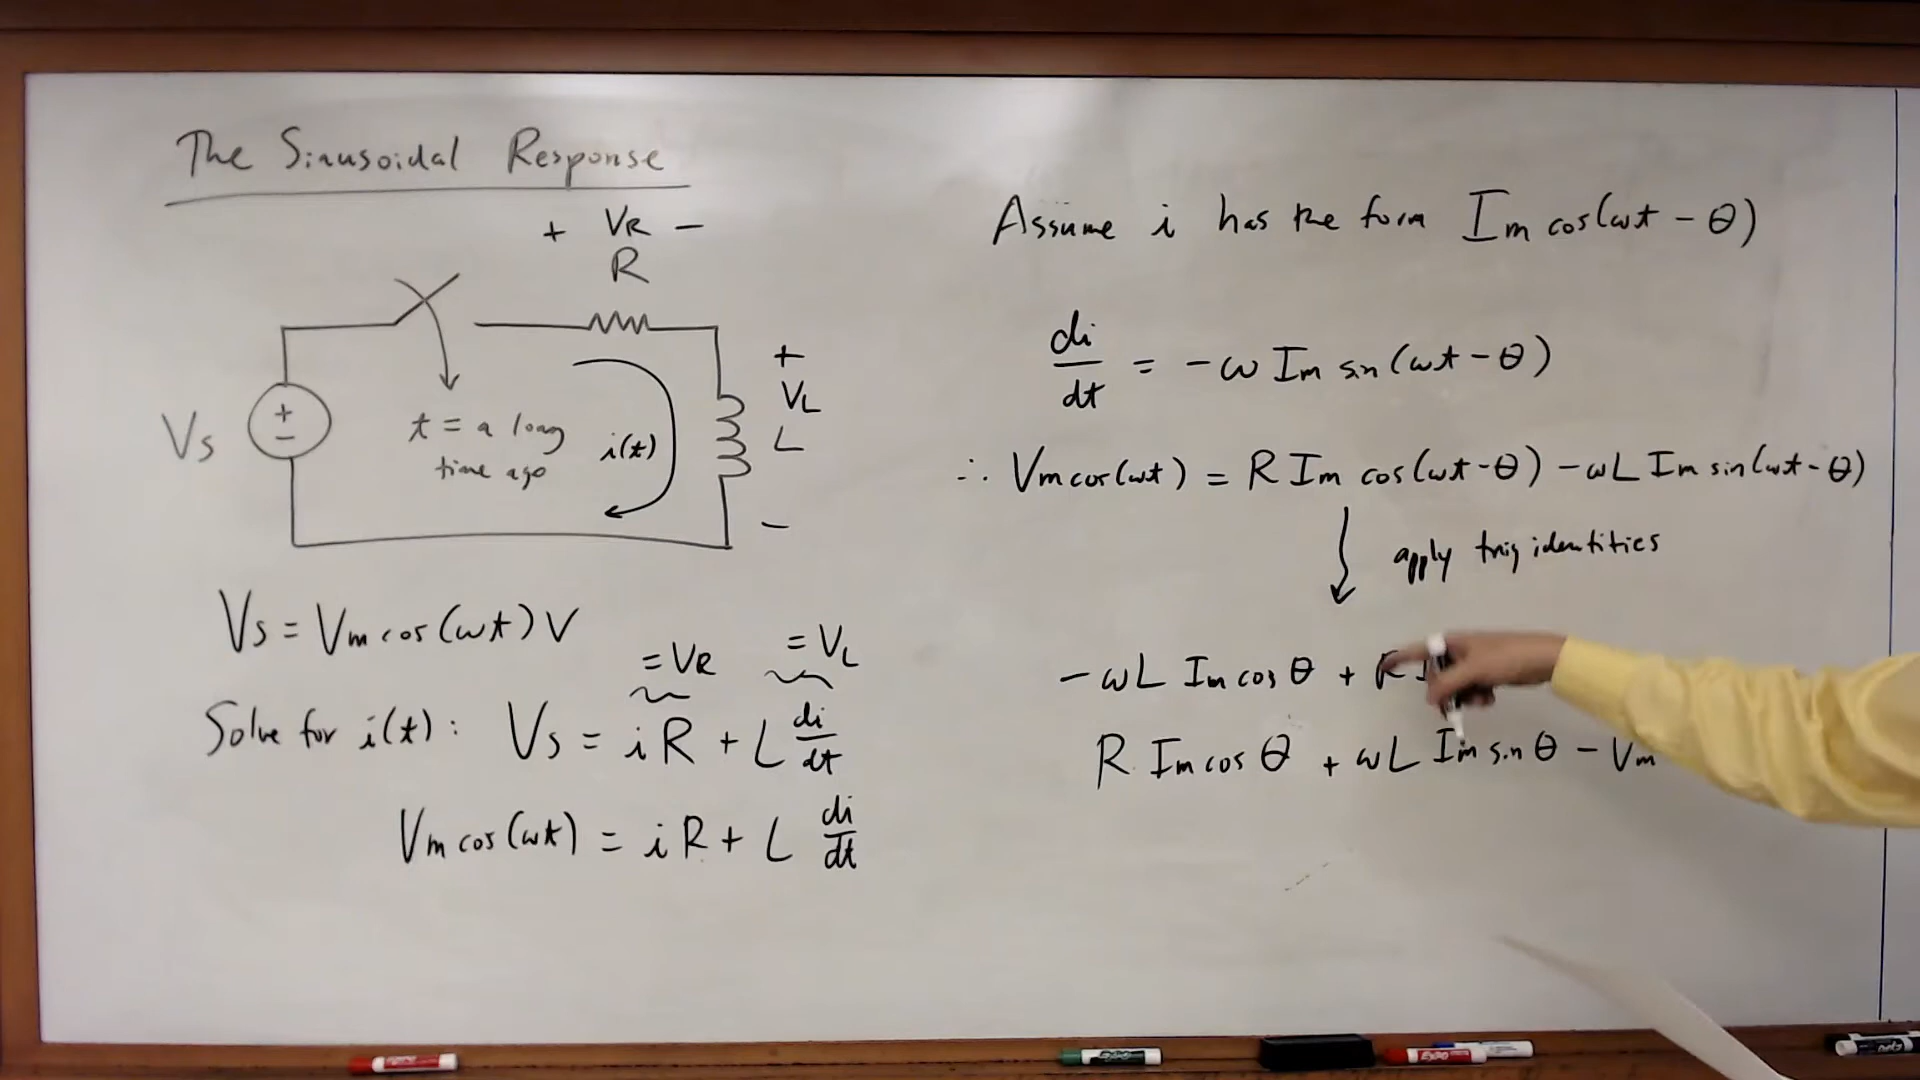 The Sinusoidal Response
+ VR −
R
+
VL
L
−
Vs
+
−
t = a long
time ago
i(t)
Vs = Vm cos(ωt) V
= VR = VL
Solve for i(t): Vs = iR + L di/dt
Vm cos(ωt) = iR + L di/dt
Assume i has the form Im cos(ωt − θ)
di/dt = −ω Im sin(ωt − θ)
∴ Vm cos(ωt) = R Im cos(ωt − θ) − ωL Im sin(ωt − θ)
apply trig identities
−ωL Im cos θ + R I
R Im cos θ + ωL Im sin θ − Vm
EXPO
EXPO